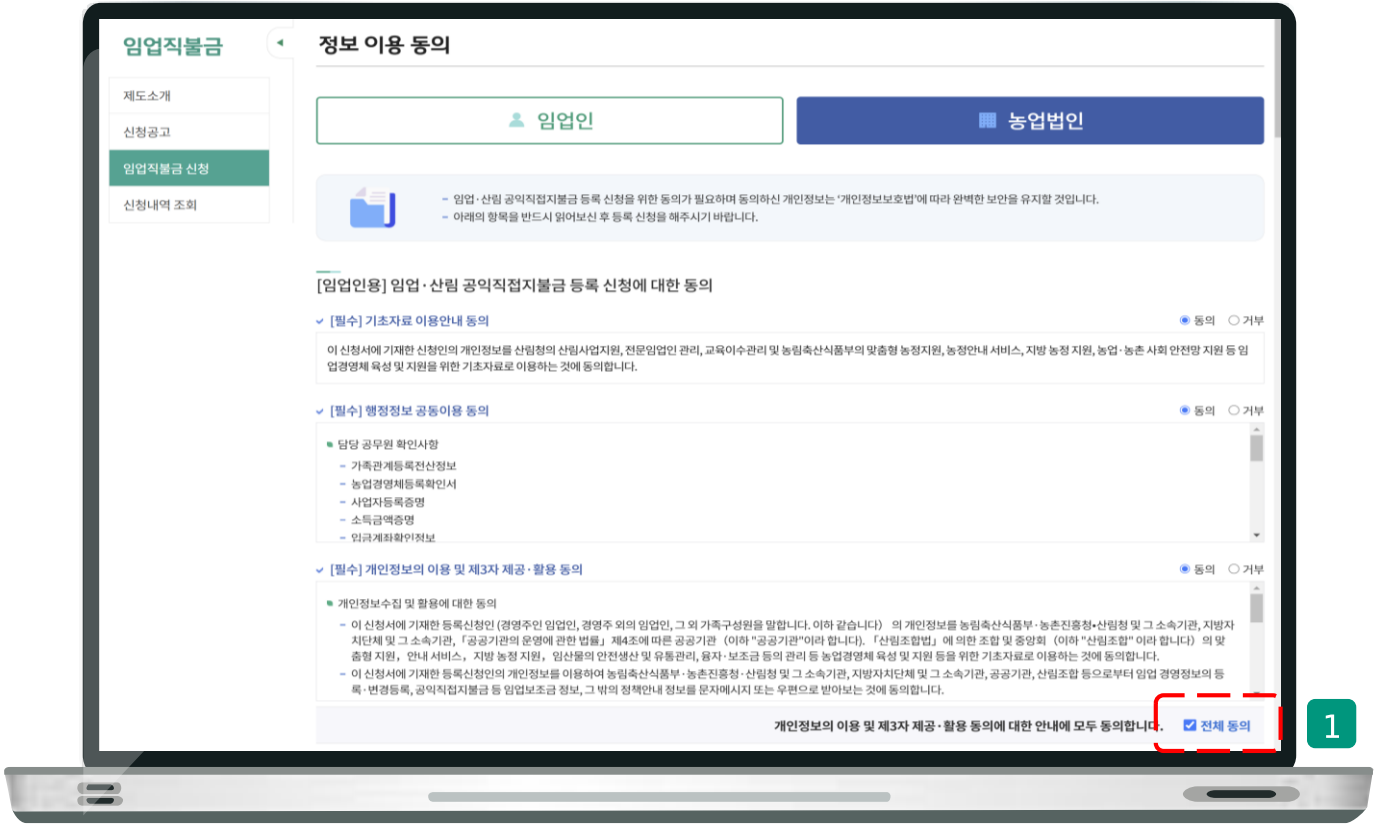 임업직불금
제도소개
신청공고
임업직불금 신청
신청내역 조회
정보 이용 동의
임업인
농업법인
- 임업·산림 공익직접지불금 등록 신청을 위한 동의가 필요하며 동의하신 개인정보는 '개인정보보호법'에 따라 완벽한 보안을 유지할 것입니다.
- 아래의 항목을 반드시 읽어보신 후 등록 신청을 해주시기 바랍니다.
[임업인용] 임업·산림 공익직접지불금 등록 신청에 대한 동의
[필수] 기초자료 이용안내 동의 동의 거부
이 신청서에 기재한 신청인의 개인정보를 산림청의 산림사업지원, 전문임업인 관리, 교육이수관리 및 농림축산식품부의 맞춤형 농정지원, 농정안내 서비스, 지방 농정 지원, 농업·농촌 사회 안전망 지원 등 임
업경영체 육성 및 지원을 위한 기초자료로 이용하는 것에 동의합니다.
[필수] 행정정보 공동이용 동의 동의 거부
담당 공무원 확인사항
- 가족관계등록전산정보
- 농업경영체등록확인서
- 사업자등록증명
- 소득금액증명
- 입금계좌확인정보
[필수] 개인정보의 이용 및 제3자 제공·활용 동의 동의 거부
개인정보수집 및 활용에 대한 동의
- 이 신청서에 기재한 등록신청인 (경영주인 임업인, 경영주 외의 임업인, 그 외 가족구성원을 말합니다. 이하 같습니다) 의 개인정보를 농림축산식품부·농촌진흥청•산림청 및 그 소속기관, 지방자
치단체 및 그 소속기관, 「공공기관의 운영에 관한 법률」 제4조에 따른 공공기관 (이하 "공공기관"이라 합니다). 「산림조합법」에 의한 조합 및 중앙회 (이하 "산림조합" 이라 합니다) 의 맞
춤형 지원, 안내 서비스, 지방 농정 지원, 임산물의 안전생산 및 유통관리, 융자·보조금 등의 관리 등 농업경영체 육성 및 지원 등을 위한 기초자료로 이용하는 것에 동의합니다.
- 이 신청서에 기재한 등록신청인의 개인정보를 이용하여 농림축산식품부·농촌진흥청·산림청 및 그 소속기관, 지방자치단체 및 그 소속기관, 공공기관, 산림조합 등으로부터 임업 경영정보의 등
록·변경등록, 공익직접지불금 등 임업보조금 정보, 그 밖의 정책안내 정보를 문자메시지 또는 우편으로 받아보는 것에 동의합니다.
개인정보의 이용 및 제3자 제공·활용 동의에 대한 안내에 모두 동의합니다. 전체 동의
1